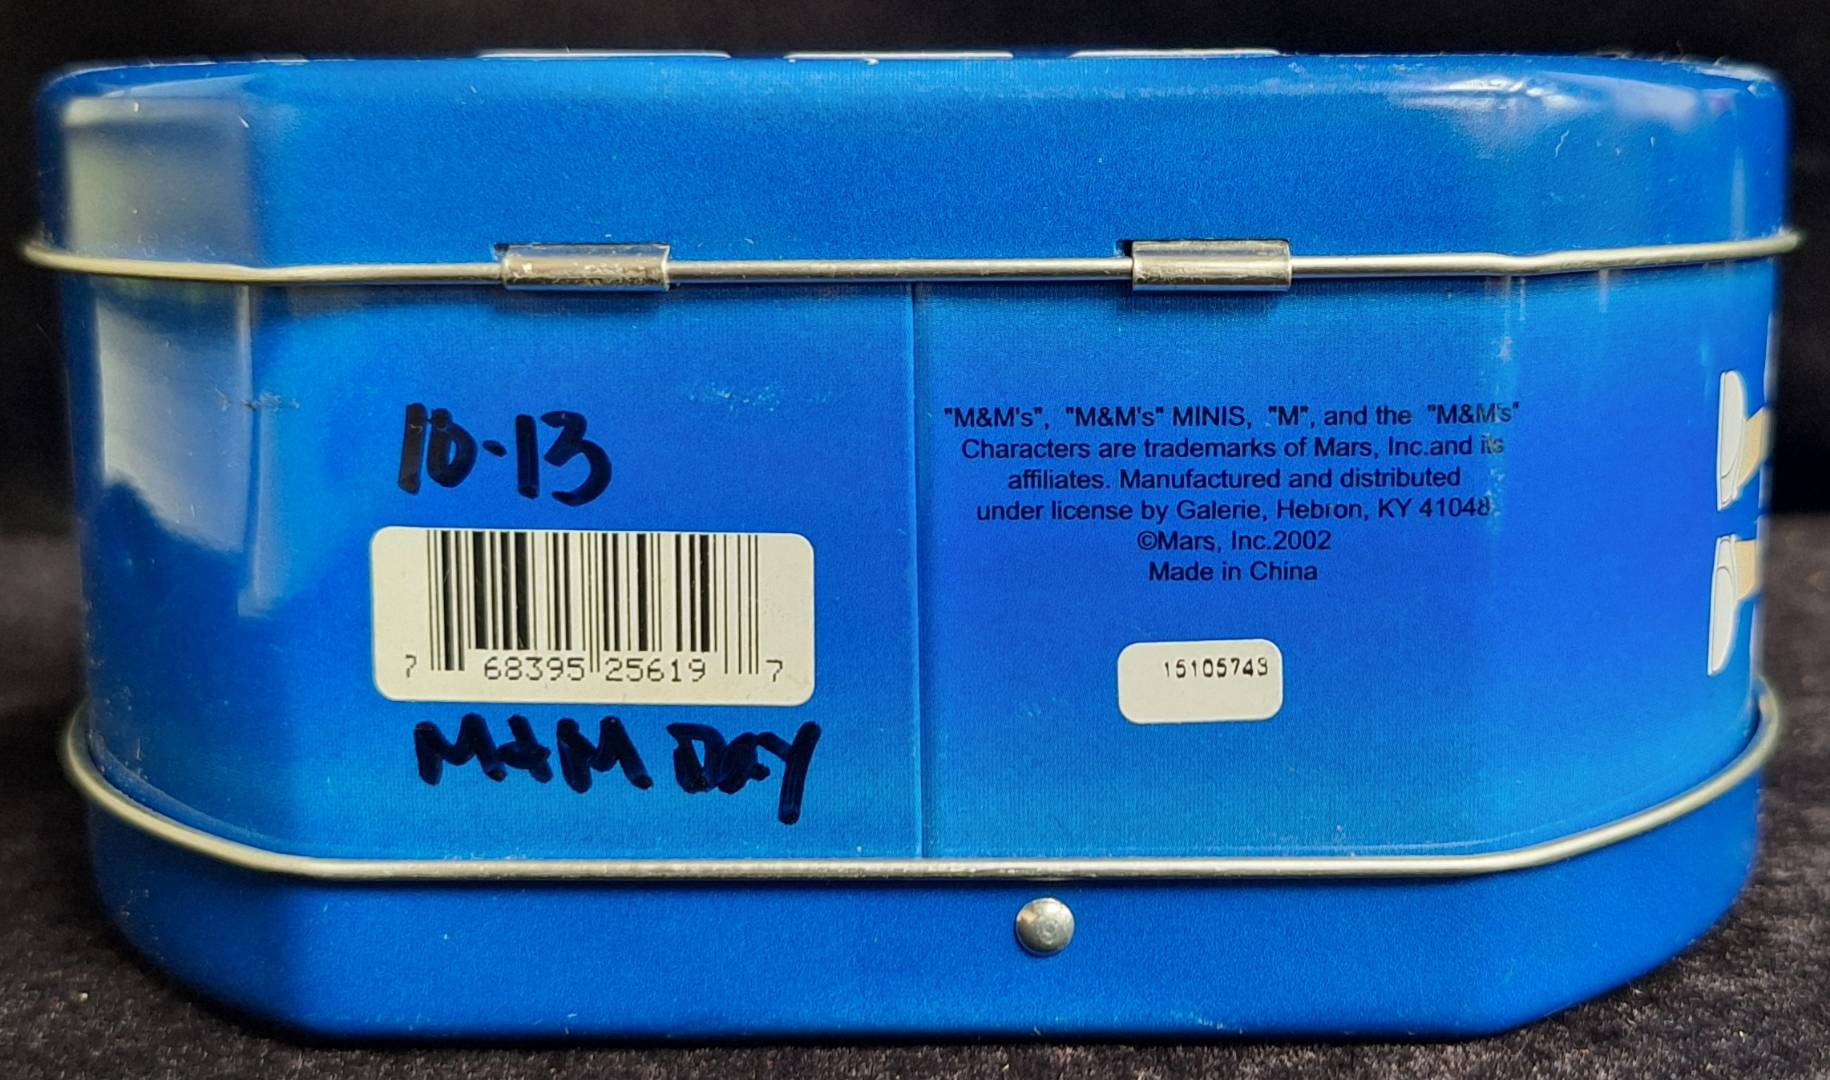 10-13
7 68395 25619 7
M&M DAY
"M&M's", "M&M's" MINIS, "M", and the "M&M's"
Characters are trademarks of Mars, Inc.and its
affiliates. Manufactured and distributed
under license by Galerie, Hebron, KY 41048.
©Mars, Inc.2002
Made in China
15105743